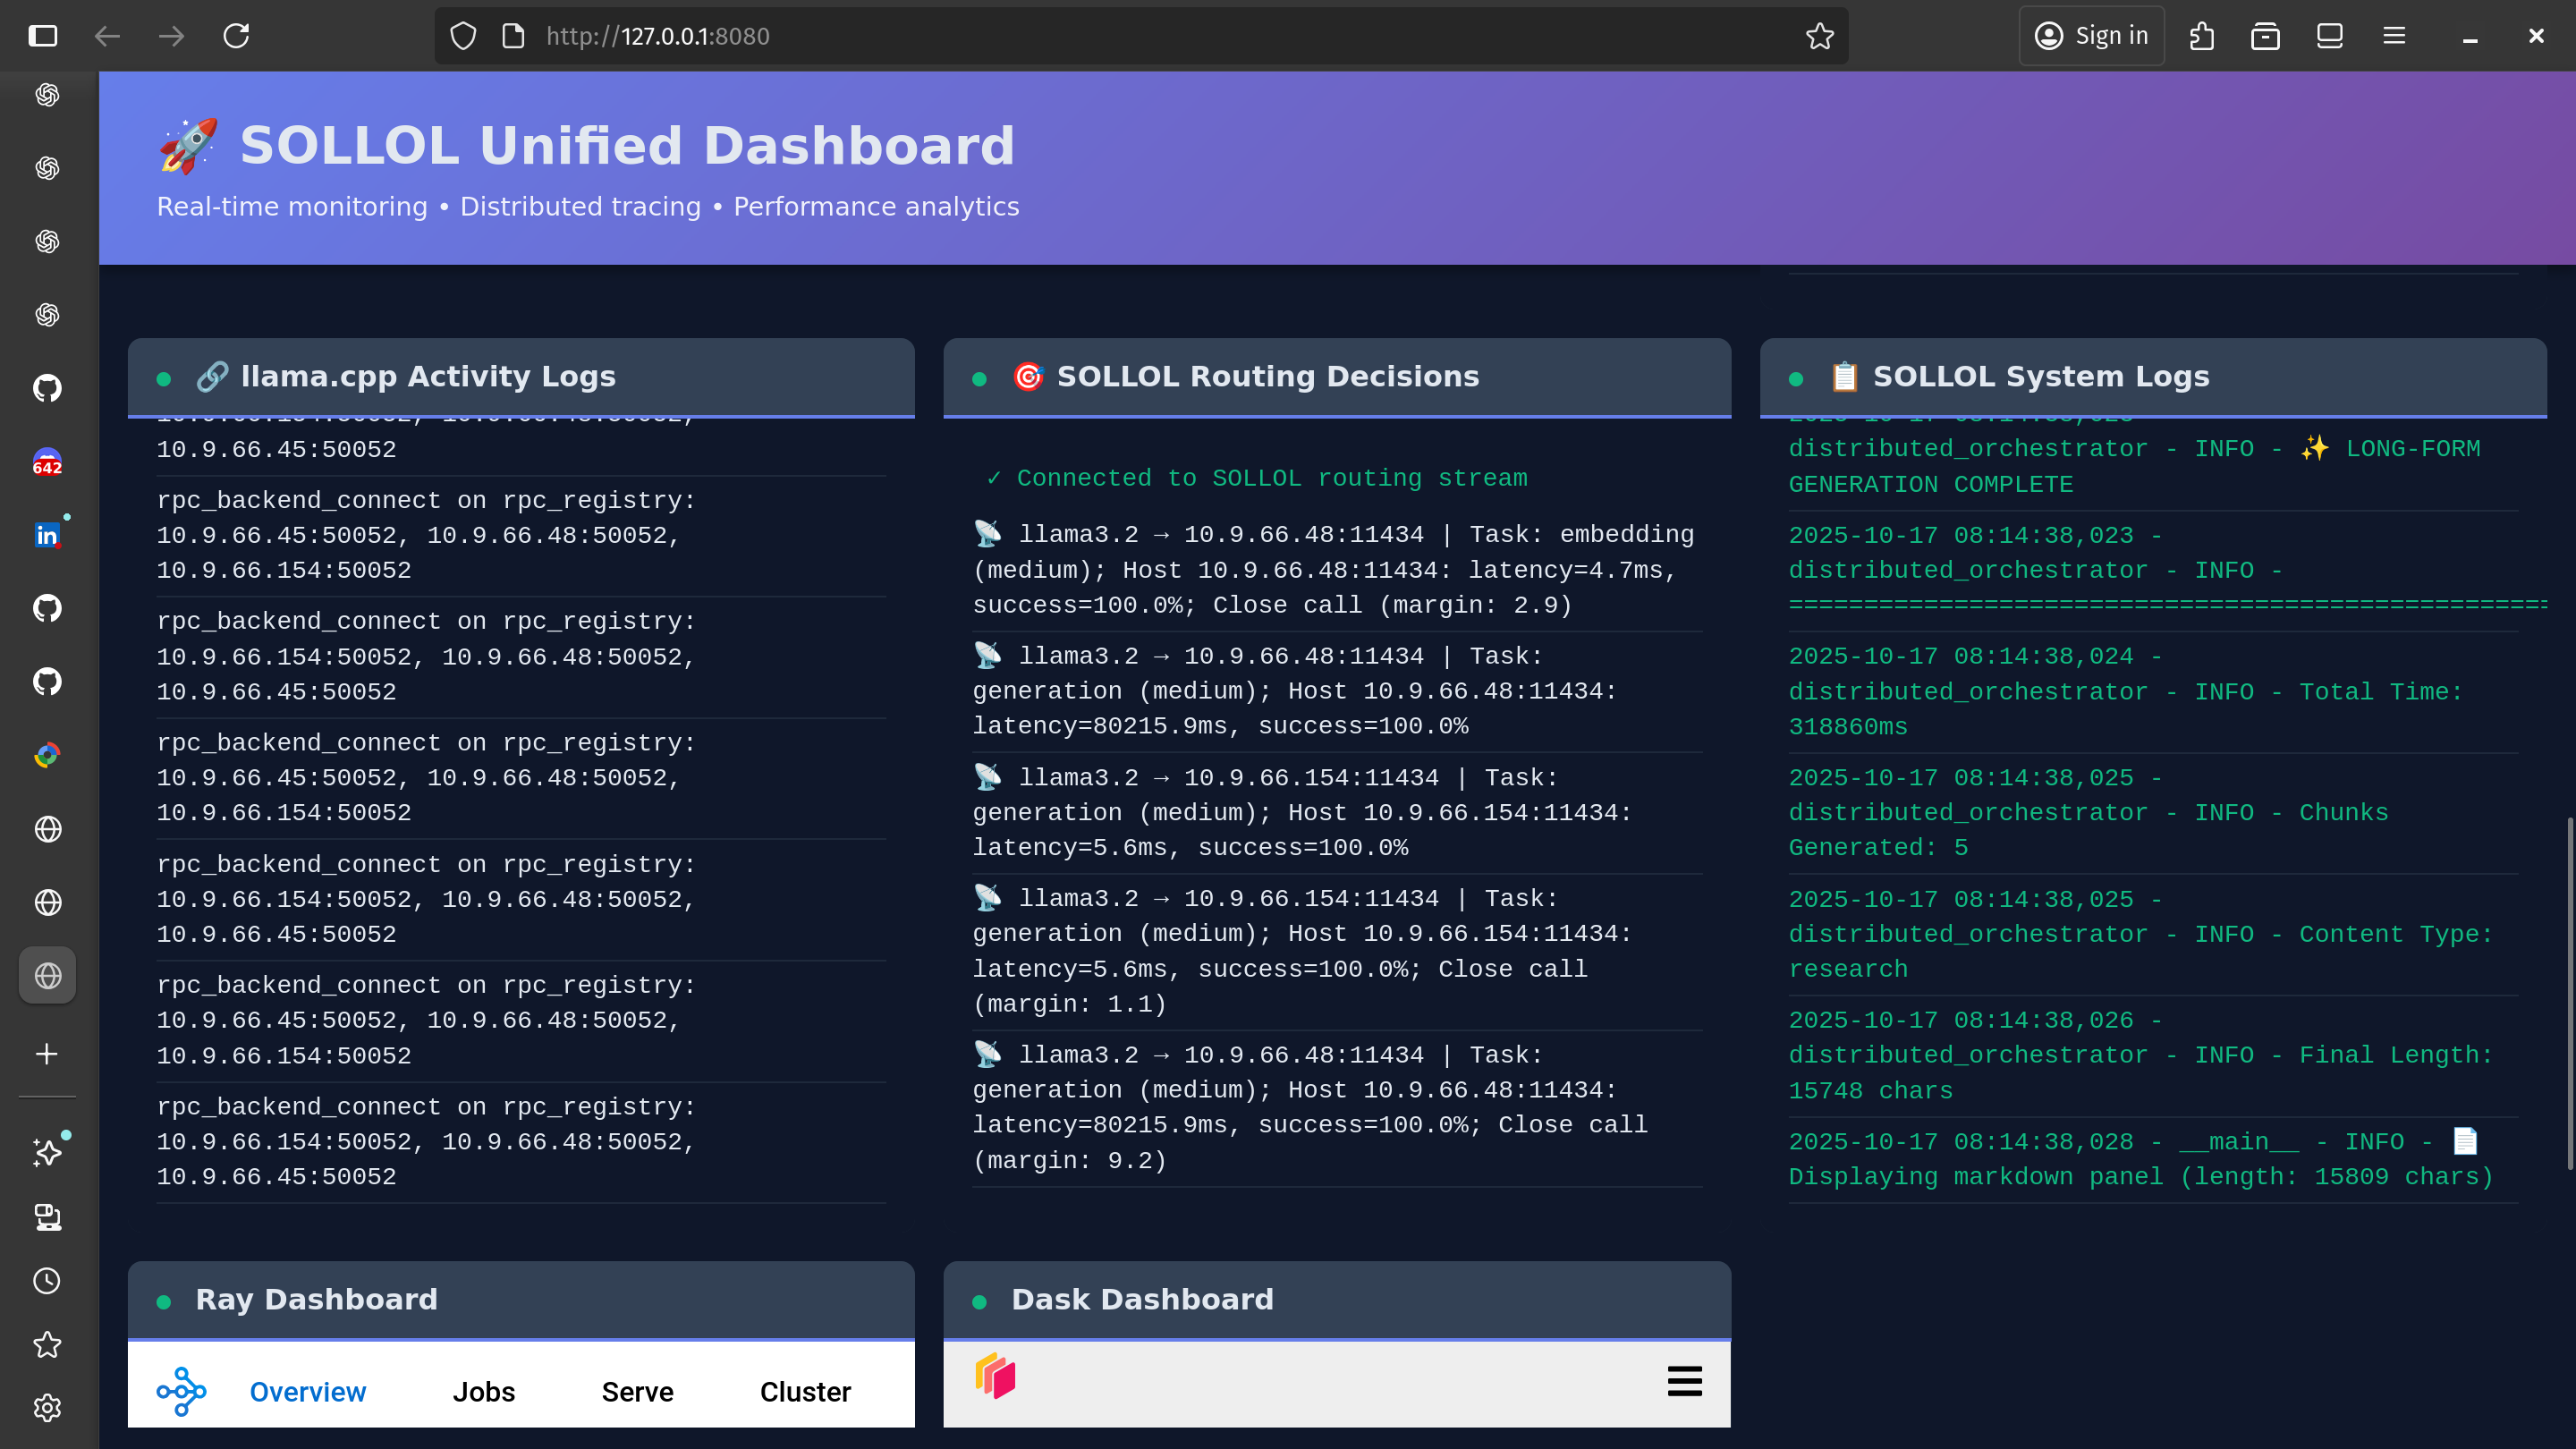 http://127.0.0.1:8080
Sign in
🚀 SOLLOL Unified Dashboard
Real-time monitoring • Distributed tracing • Performance analytics
642
🔗 llama.cpp Activity Logs
10.9.66.154:50052, 10.9.66.48:50052,
10.9.66.45:50052
rpc_backend_connect on rpc_registry:
10.9.66.45:50052, 10.9.66.48:50052,
10.9.66.154:50052
rpc_backend_connect on rpc_registry:
10.9.66.154:50052, 10.9.66.48:50052,
10.9.66.45:50052
rpc_backend_connect on rpc_registry:
10.9.66.45:50052, 10.9.66.48:50052,
10.9.66.154:50052
rpc_backend_connect on rpc_registry:
10.9.66.154:50052, 10.9.66.48:50052,
10.9.66.45:50052
rpc_backend_connect on rpc_registry:
10.9.66.45:50052, 10.9.66.48:50052,
10.9.66.154:50052
rpc_backend_connect on rpc_registry:
10.9.66.154:50052, 10.9.66.48:50052,
10.9.66.45:50052
🎯 SOLLOL Routing Decisions
✓ Connected to SOLLOL routing stream
📡 llama3.2 → 10.9.66.48:11434 | Task: embedding
(medium); Host 10.9.66.48:11434: latency=4.7ms,
success=100.0%; Close call (margin: 2.9)
📡 llama3.2 → 10.9.66.48:11434 | Task:
generation (medium); Host 10.9.66.48:11434:
latency=80215.9ms, success=100.0%
📡 llama3.2 → 10.9.66.154:11434 | Task:
generation (medium); Host 10.9.66.154:11434:
latency=5.6ms, success=100.0%
📡 llama3.2 → 10.9.66.154:11434 | Task:
generation (medium); Host 10.9.66.154:11434:
latency=5.6ms, success=100.0%; Close call
(margin: 1.1)
📡 llama3.2 → 10.9.66.48:11434 | Task:
generation (medium); Host 10.9.66.48:11434:
latency=80215.9ms, success=100.0%; Close call
(margin: 9.2)
📋 SOLLOL System Logs
distributed_orchestrator - INFO - ✨ LONG-FORM
GENERATION COMPLETE
2025-10-17 08:14:38,023 -
distributed_orchestrator - INFO -
==================================================
2025-10-17 08:14:38,024 -
distributed_orchestrator - INFO - Total Time:
318860ms
2025-10-17 08:14:38,025 -
distributed_orchestrator - INFO - Chunks
Generated: 5
2025-10-17 08:14:38,025 -
distributed_orchestrator - INFO - Content Type:
research
2025-10-17 08:14:38,026 -
distributed_orchestrator - INFO - Final Length:
15748 chars
2025-10-17 08:14:38,028 - __main__ - INFO - 📄
Displaying markdown panel (length: 15809 chars)
Ray Dashboard
Overview
Jobs
Serve
Cluster
Dask Dashboard